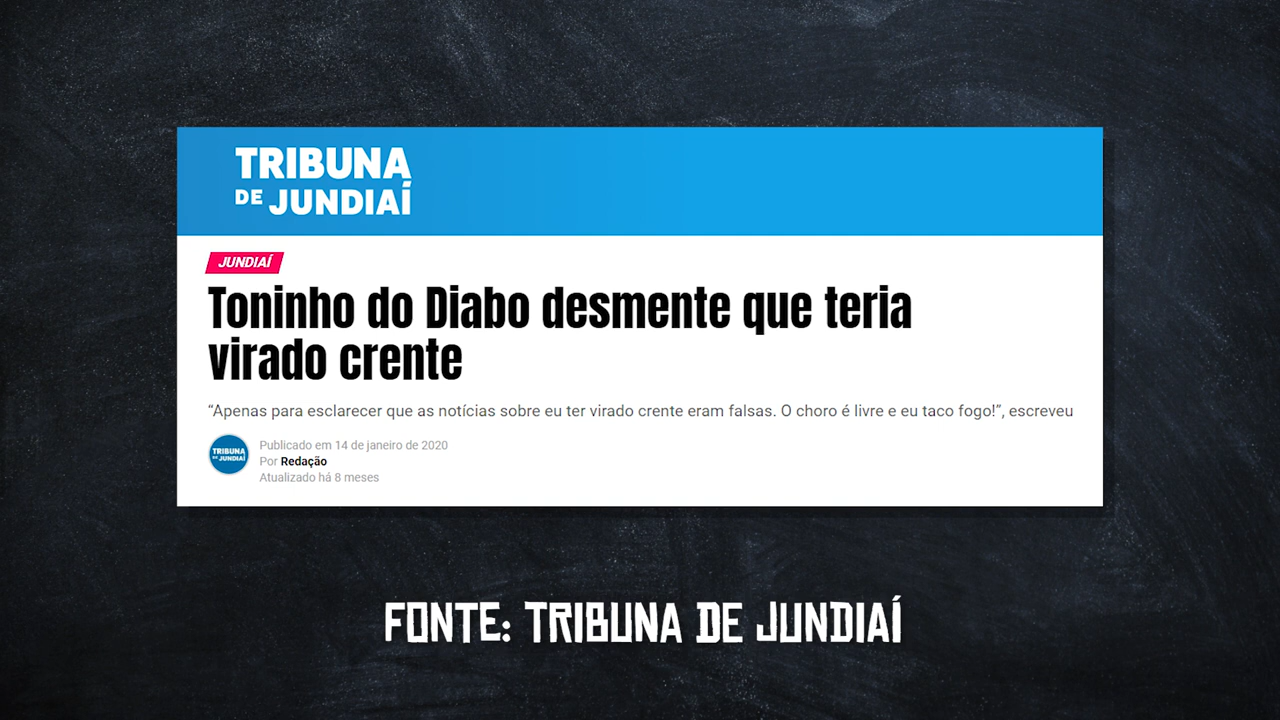 TRIBUNA
DE JUNDIAÍ
JUNDIAÍ
Toninho do Diabo desmente que teria
virado crente
“Apenas para esclarecer que as notícias sobre eu ter virado crente eram falsas. O choro é livre e eu taco fogo!”, escreveu
TRIBUNA
DE JUNDIAÍ
Publicado em 14 de janeiro de 2020
Por Redação
Atualizado há 8 meses
FONTE: TRIBUNA DE JUNDIAÍ